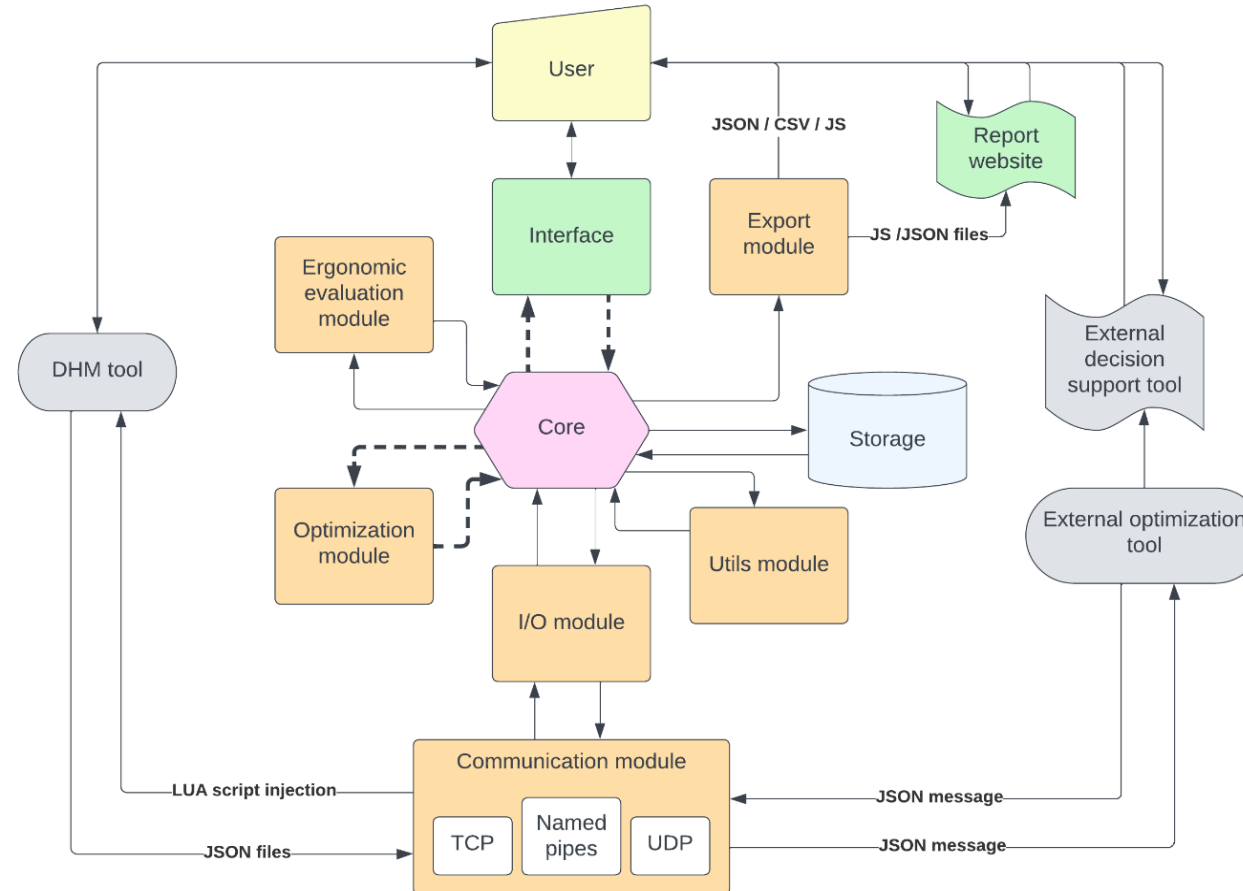 User
JSON / CSV / JS
Report
website
Interface
Export
module
JS /JSON files
Ergonomic
evaluation
module
DHM tool
External
decision
support tool
Core
Storage
Optimization
module
External optimization
tool
Utils module
I/O module
Communication module
LUA script injection
JSON message
TCP
Named
pipes
UDP
JSON files
JSON message